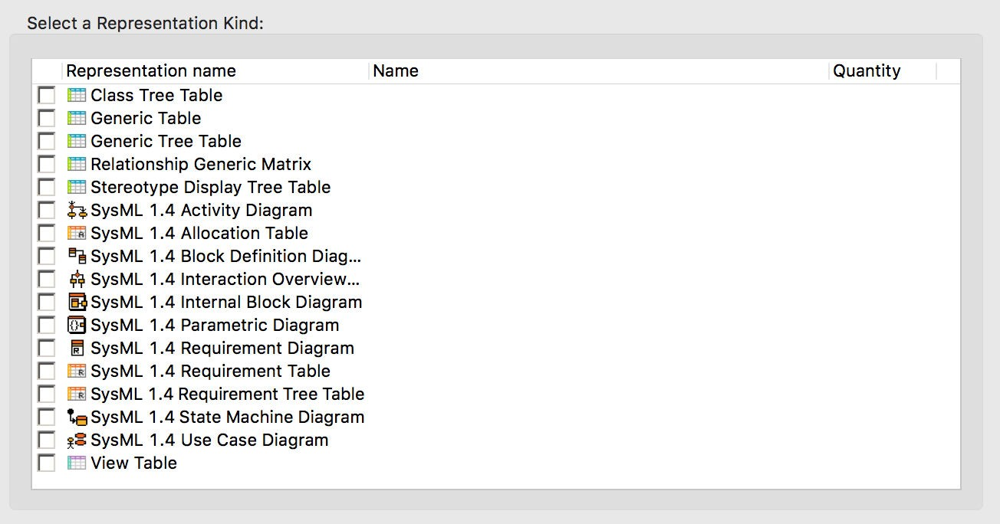 Select a Representation Kind:
Representation name Name Quantity
Class Tree Table
Generic Table
Generic Tree Table
Relationship Generic Matrix
Stereotype Display Tree Table
SysML 1.4 Activity Diagram
SysML 1.4 Allocation Table
SysML 1.4 Block Definition Diag...
SysML 1.4 Interaction Overview...
SysML 1.4 Internal Block Diagram
SysML 1.4 Parametric Diagram
SysML 1.4 Requirement Diagram
SysML 1.4 Requirement Table
SysML 1.4 Requirement Tree Table
SysML 1.4 State Machine Diagram
SysML 1.4 Use Case Diagram
View Table